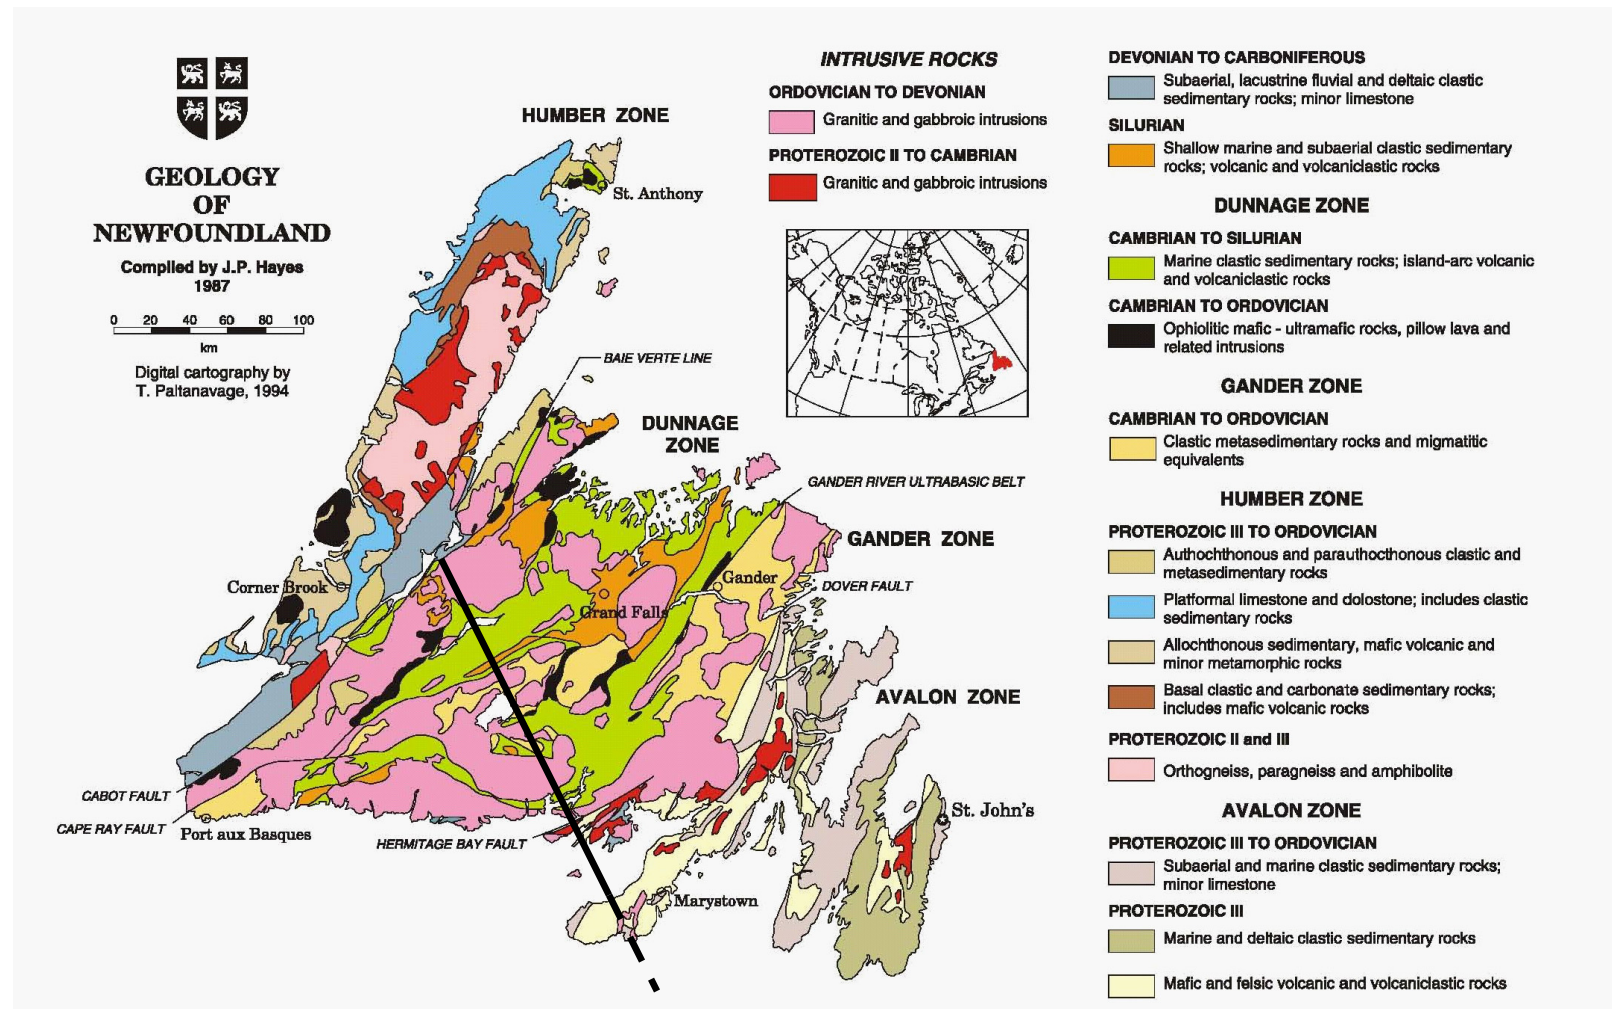 GEOLOGY
OF
NEWFOUNDLAND
Compiled by J.P. Hayes
1987
0 20 40 60 80 100
km
Digital cartography by
T. Paltanavage, 1994
HUMBER ZONE
St. Anthony
BAIE VERTE LINE
DUNNAGE
ZONE
GANDER RIVER ULTRABASIC BELT
GANDER ZONE
Gander
DOVER FAULT
Corner Brook
Grand Falls
AVALON ZONE
CABOT FAULT
CAPE RAY FAULT
Port aux Basques
HERMITAGE BAY FAULT
St. John's
Marystown
INTRUSIVE ROCKS
ORDOVICIAN TO DEVONIAN
Granitic and gabbroic intrusions
PROTEROZOIC II TO CAMBRIAN
Granitic and gabbroic intrusions
DEVONIAN TO CARBONIFEROUS
Subaerial, lacustrine fluvial and deltaic clastic
sedimentary rocks; minor limestone
SILURIAN
Shallow marine and subaerial clastic sedimentary
rocks; volcanic and volcaniclastic rocks
DUNNAGE ZONE
CAMBRIAN TO SILURIAN
Marine clastic sedimentary rocks; island-arc volcanic
and volcaniclastic rocks
CAMBRIAN TO ORDOVICIAN
Ophiolitic mafic - ultramafic rocks, pillow lava and
related intrusions
GANDER ZONE
CAMBRIAN TO ORDOVICIAN
Clastic metasedimentary rocks and migmatitic
equivalents
HUMBER ZONE
PROTEROZOIC III TO ORDOVICIAN
Authochthonous and parauthocthonous clastic and
metasedimentary rocks
Platformal limestone and dolostone; includes clastic
sedimentary rocks
Allochthonous sedimentary, mafic volcanic and
minor metamorphic rocks
Basal clastic and carbonate sedimentary rocks;
includes mafic volcanic rocks
PROTEROZOIC II and III
Orthogneiss, paragneiss and amphibolite
AVALON ZONE
PROTEROZOIC III TO ORDOVICIAN
Subaerial and marine clastic sedimentary rocks;
minor limestone
PROTEROZOIC III
Marine and deltaic clastic sedimentary rocks
Mafic and felsic volcanic and volcaniclastic rocks